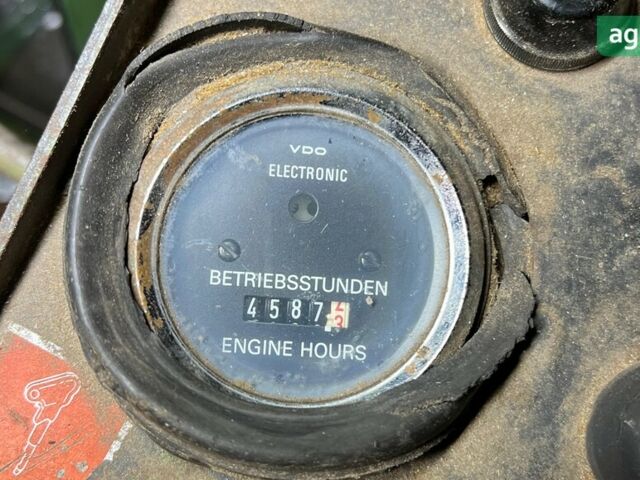 ag
VDO
ELECTRONIC
BETRIEBSSTUNDEN
4587
ENGINE HOURS